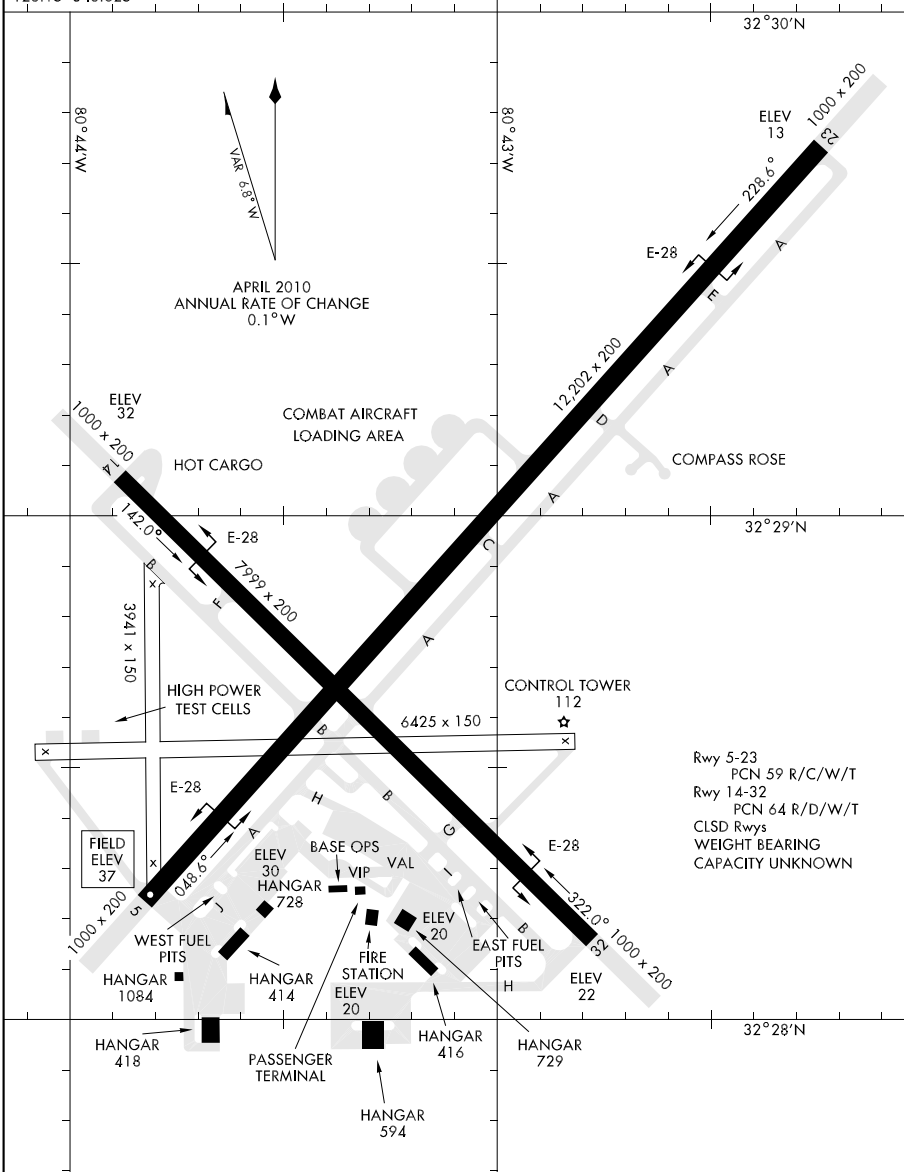 32°30'N
80°44'W
80°43'W
VAR 6.8° W
APRIL 2010
ANNUAL RATE OF CHANGE
0.1° W
ELEV
13
1000 x 200
23
228.6°
E-28
A
E
12,202 x 200
A
D
ELEV
32
1000 x 200
14
HOT CARGO
COMBAT AIRCRAFT
LOADING AREA
COMPASS ROSE
A
32°29'N
142.0°
E-28
7999 x 200
C
B
x
F
3941 x 150
A
HIGH POWER
TEST CELLS
CONTROL TOWER
112
6425 x 150
B
x
x
Rwy 5-23
PCN 59 R/C/W/T
Rwy 14-32
PCN 64 R/D/W/T
CLSD Rwys
WEIGHT BEARING
CAPACITY UNKNOWN
E-28
H
B
A
G
FIELD
ELEV
37
x
048.6°
ELEV
30
BASE OPS
VIP
VAL
I
E-28
HANGAR
728
J
5
1000 x 200
WEST FUEL
PITS
FIRE
STATION
ELEV
20
EAST FUEL
PITS
B
322.0°
32
1000 x 200
HANGAR
1084
HANGAR
414
ELEV
20
H
ELEV
22
32°28'N
HANGAR
418
PASSENGER
TERMINAL
HANGAR
416
HANGAR
729
HANGAR
594